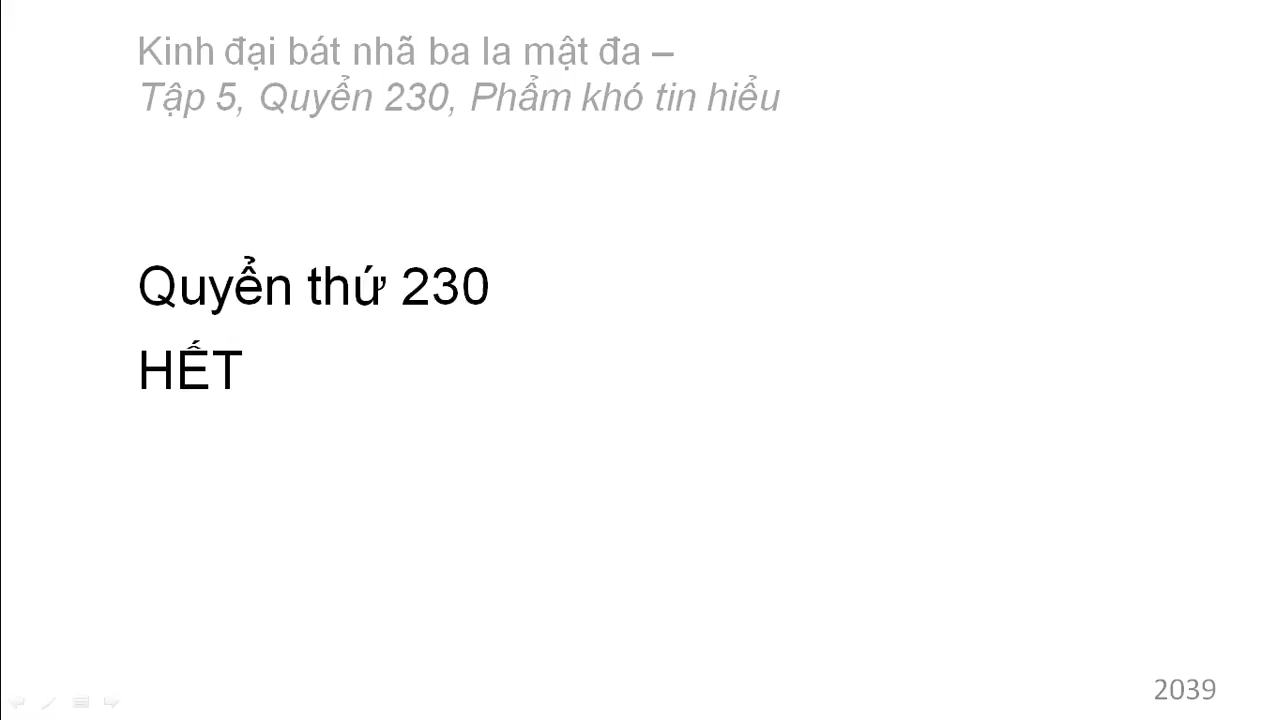 Kinh đại bát nhã ba la mật đa –
Tập 5, Quyển 230, Phẩm khó tin hiểu
Quyển thứ 230
HẾT
2039